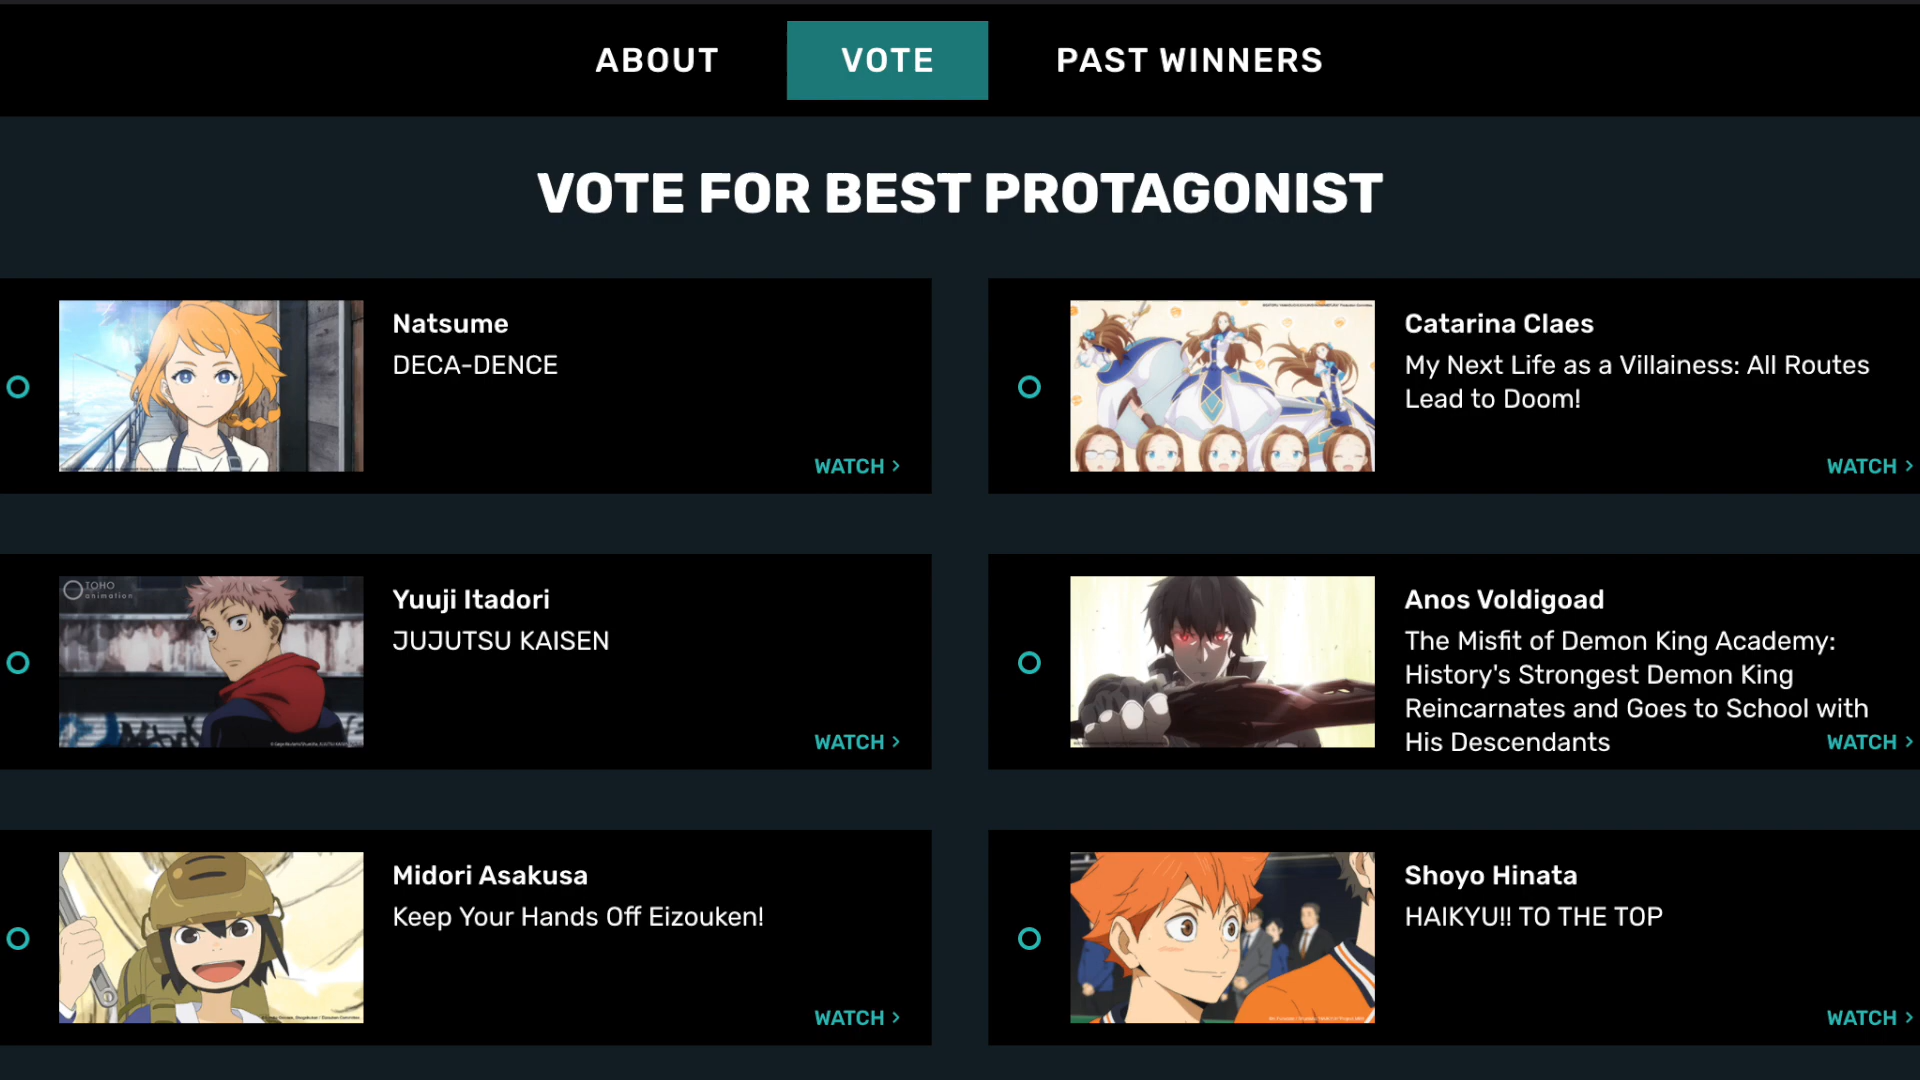 ABOUT
VOTE
PAST WINNERS
VOTE FOR BEST PROTAGONIST
Natsume
DECA-DENCE
WATCH >
Catarina Claes
My Next Life as a Villainess: All Routes
Lead to Doom!
WATCH >
TOHO
animation
Yuuji Itadori
JUJUTSU KAISEN
WATCH >
Anos Voldigoad
The Misfit of Demon King Academy:
History's Strongest Demon King
Reincarnates and Goes to School with
His Descendants
WATCH >
Midori Asakusa
Keep Your Hands Off Eizouken!
WATCH >
Shoyo Hinata
HAIKYU!! TO THE TOP
WATCH >